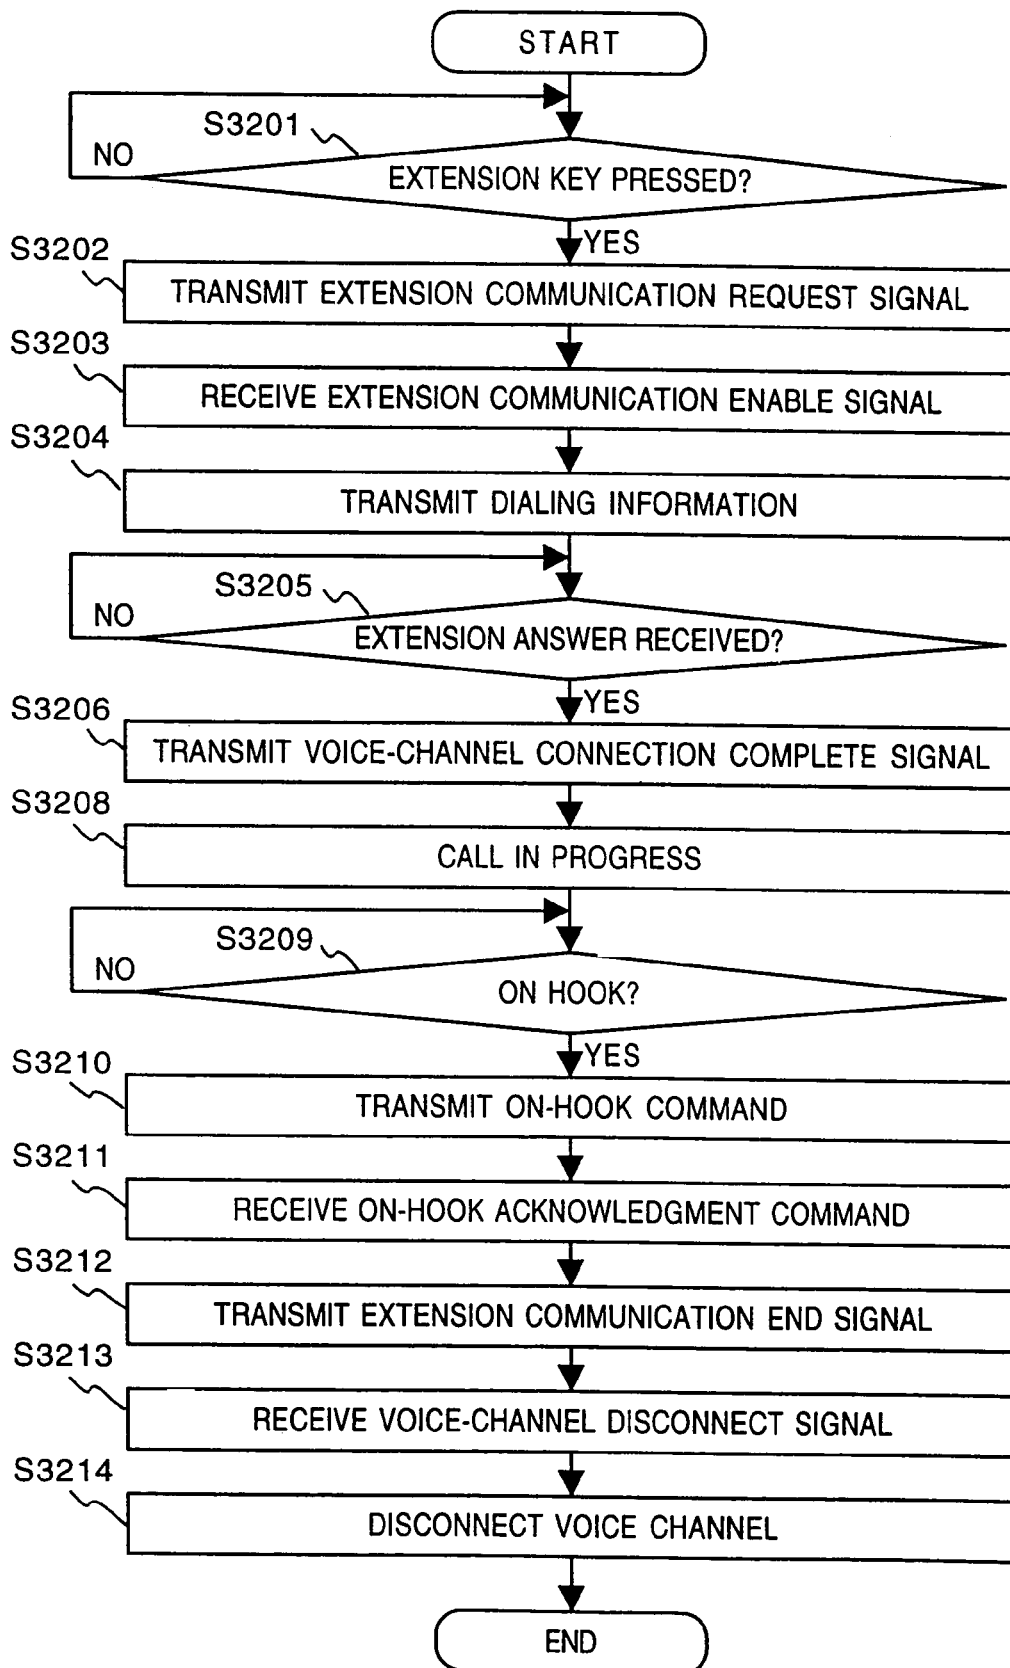 START
S3201
NO
EXTENSION KEY PRESSED?
YES
S3202
TRANSMIT EXTENSION COMMUNICATION REQUEST SIGNAL
S3203
RECEIVE EXTENSION COMMUNICATION ENABLE SIGNAL
S3204
TRANSMIT DIALING INFORMATION
S3205
NO
EXTENSION ANSWER RECEIVED?
YES
S3206
TRANSMIT VOICE-CHANNEL CONNECTION COMPLETE SIGNAL
S3208
CALL IN PROGRESS
S3209
NO
ON HOOK?
YES
S3210
TRANSMIT ON-HOOK COMMAND
S3211
RECEIVE ON-HOOK ACKNOWLEDGMENT COMMAND
S3212
TRANSMIT EXTENSION COMMUNICATION END SIGNAL
S3213
RECEIVE VOICE-CHANNEL DISCONNECT SIGNAL
S3214
DISCONNECT VOICE CHANNEL
END